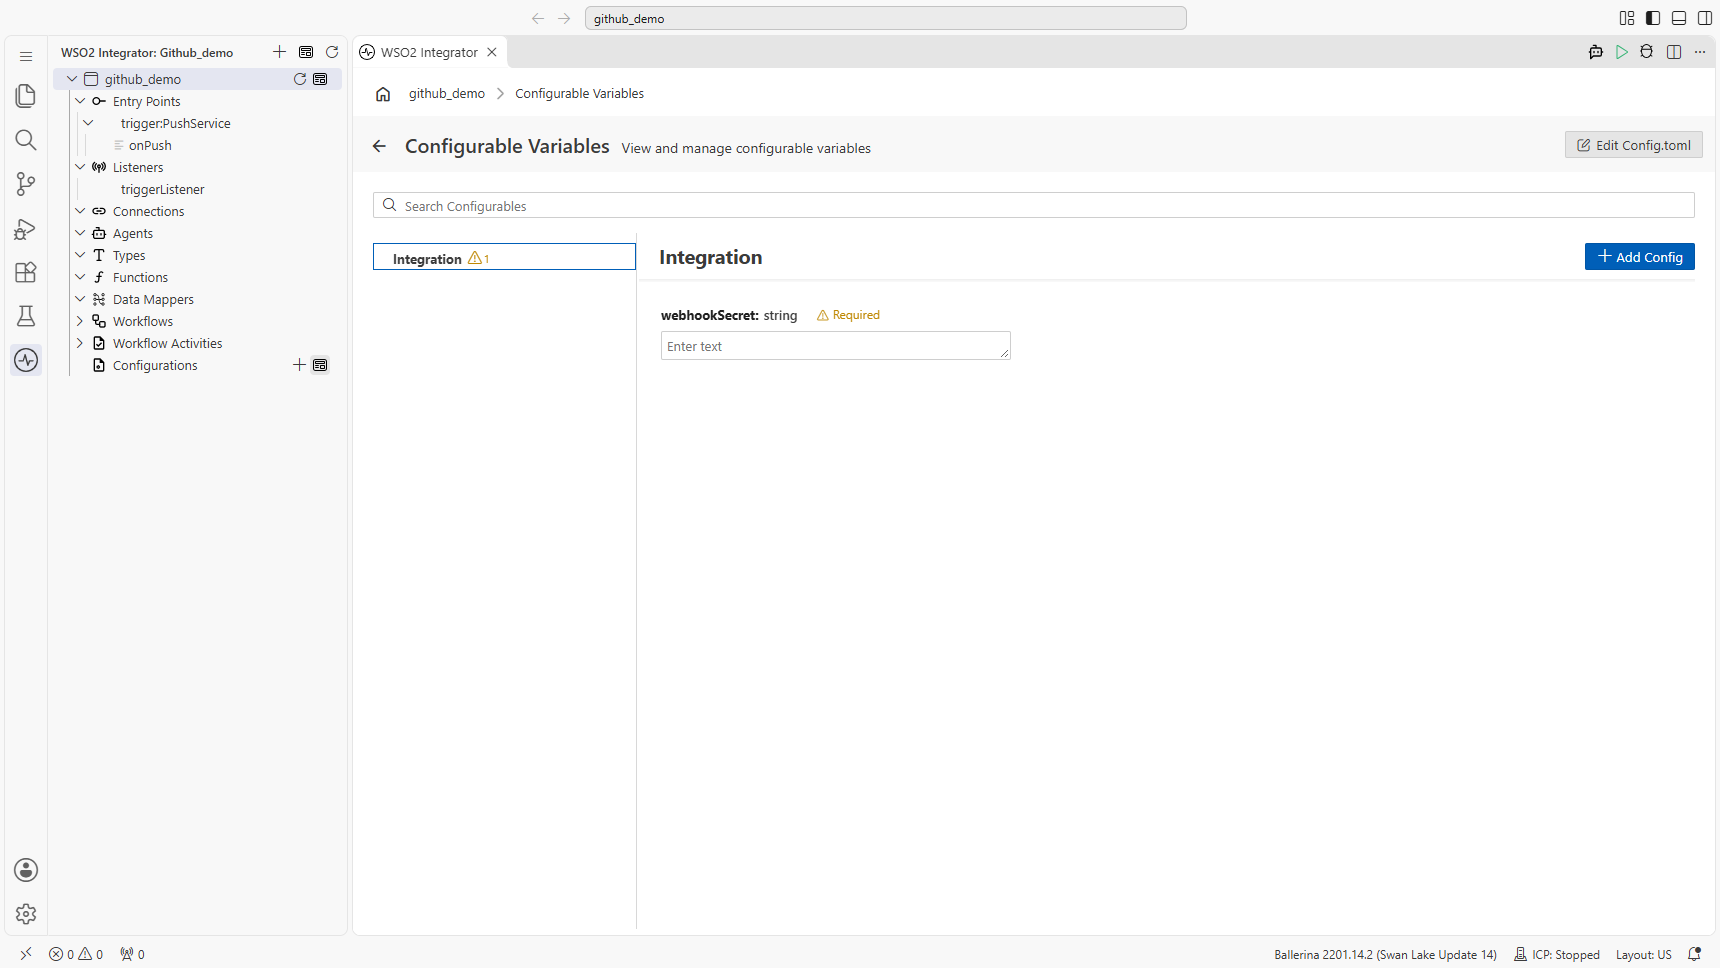 github_demo
WSO2 Integrator: Github_demo
github_demo
Entry Points
trigger:PushService
onPush
Listeners
triggerListener
Connections
Agents
Types
Functions
Data Mappers
Workflows
Workflow Activities
Configurations
WSO2 Integrator
github_demo
Configurable Variables
Configurable Variables View and manage configurable variables
Edit Config.toml
Search Configurables
Integration 1
Integration
Add Config
webhookSecret: string Required
Enter text
0 0 0
Ballerina 2201.14.2 (Swan Lake Update 14) ICP: Stopped Layout: US